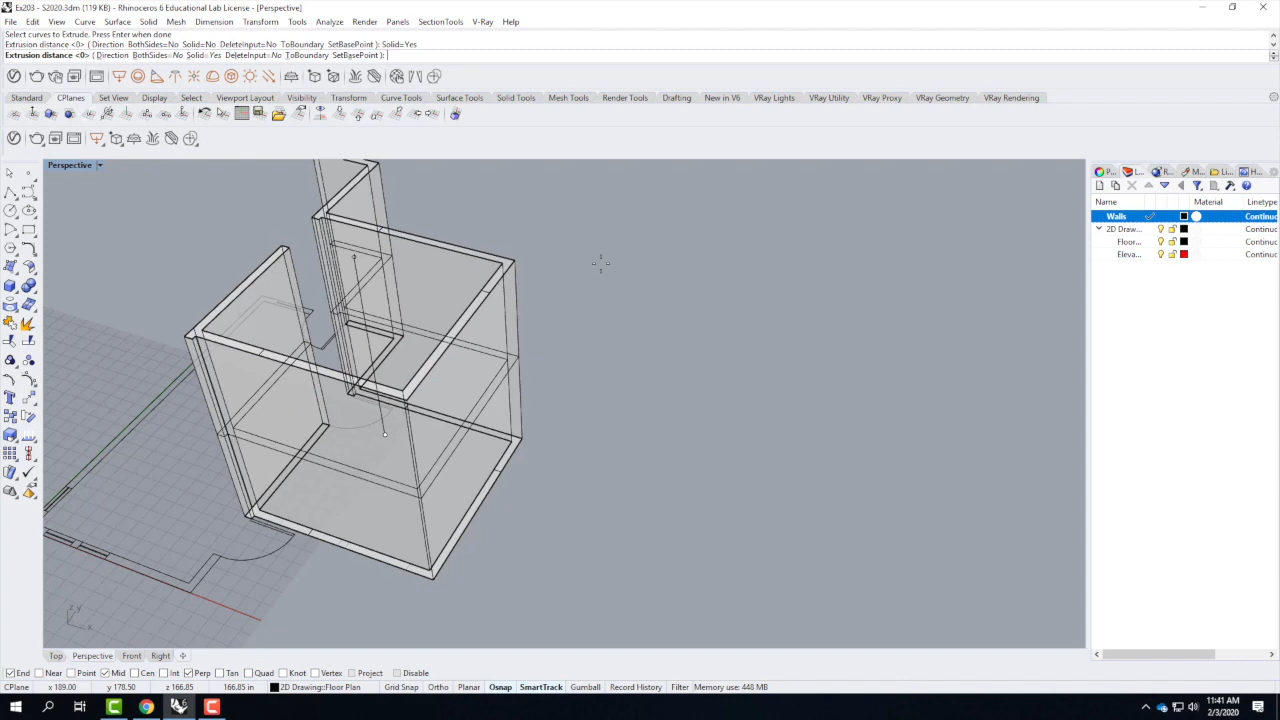 Ex203 - S2020.3dm (119 KB) - Rhinoceros 6 Educational Lab License - [Perspective]
File Edit View Curve Surface Solid Mesh Dimension Transform Tools Analyze Render Panels SectionTools V-Ray Help
Select curves to Extrude. Press Enter when done
Extrusion distance <0> ( Direction BothSides=No Solid=No DeleteInput=No ToBoundary SetBasePoint ): Solid=Yes
Extrusion distance <0> ( Direction BothSides=No Solid=Yes DeleteInput=No ToBoundary SetBasePoint ):
Standard CPlanes Set View Display Select Viewport Layout Visibility Transform Curve Tools Surface Tools Solid Tools Mesh Tools Render Tools Drafting New in V6 VRay Lights VRay Utility VRay Proxy VRay Geometry VRay Rendering
Perspective
P... L... R... M... Li... H...
Name Material Linetype
Walls Continuc
2D Draw... Continuc
Floor... Continuc
Eleva... Continuc
z y
x
Top Perspective Front Right
End Near Point Mid Cen Int Perp Tan Quad Knot Vertex Project Disable
CPlane x 189.00 y 178.50 z 166.85 166.85 in 2D Drawing::Floor Plan Grid Snap Ortho Planar Osnap SmartTrack Gumball Record History Filter Memory use: 448 MB
11:41 AM
2/3/2020